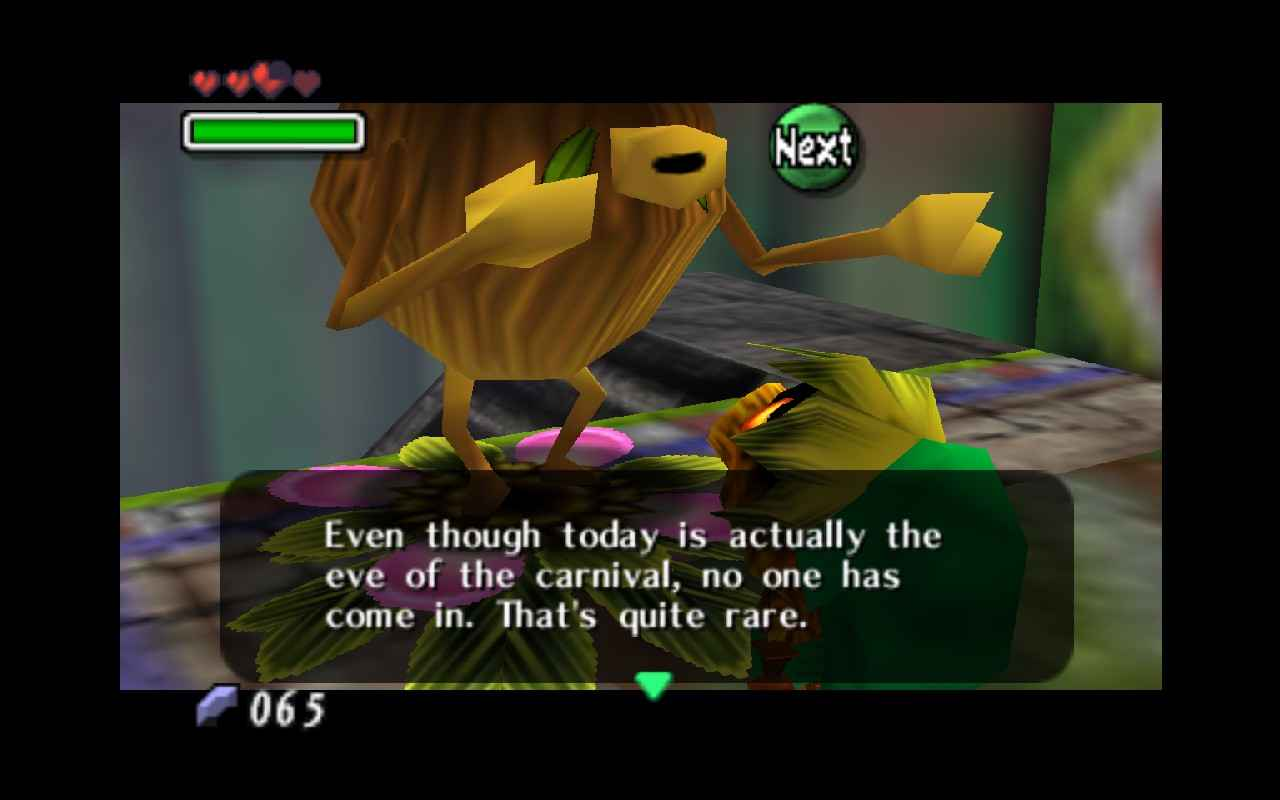 Next
Even though today is actually the
eve of the carnival, no one has
come in. That's quite rare.
065